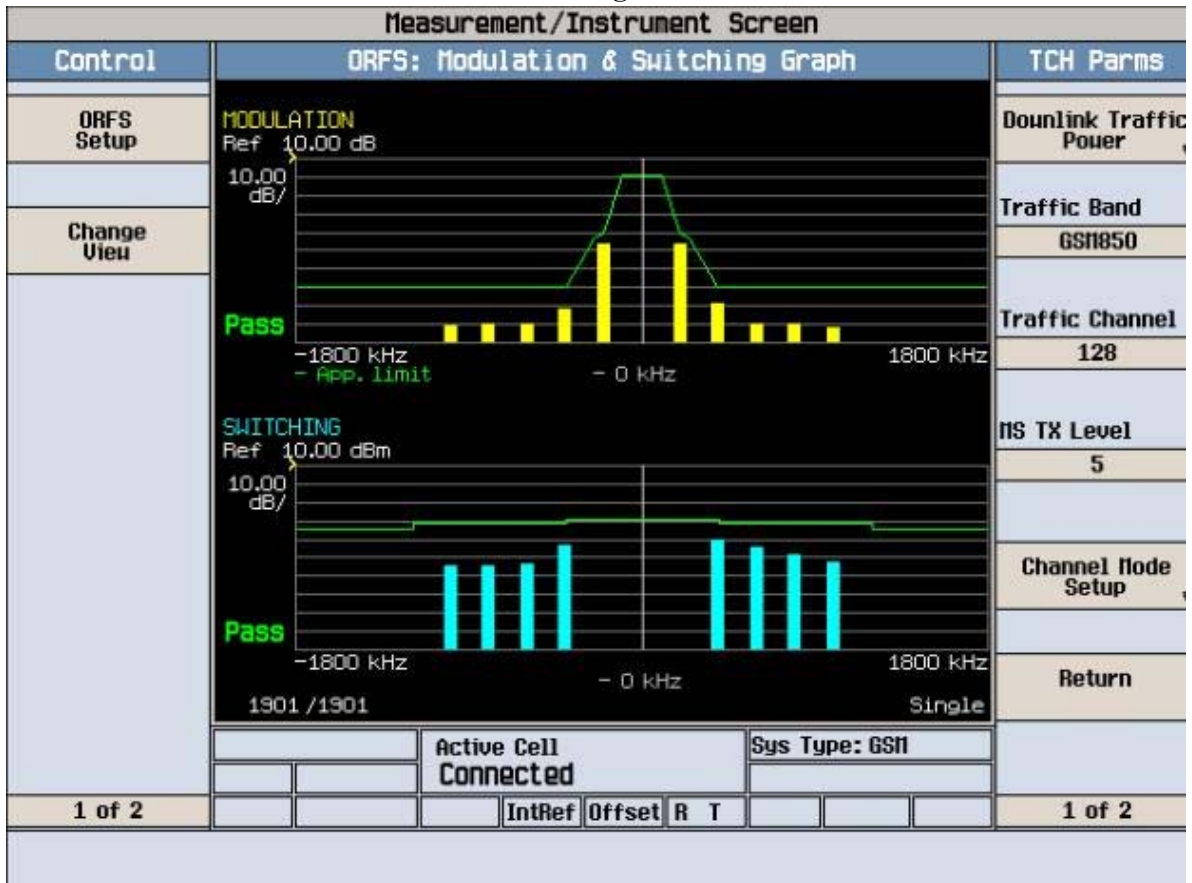 Measurement/Instrument Screen
Control
ORFS: Modulation & Switching Graph
TCH Parms
ORFS
Setup
Change
View
MODULATION
Ref 10.00 dB
10.00
dB/
Pass
-1800 kHz
1800 kHz
- App. limit
- 0 kHz
SWITCHING
Ref 10.00 dBm
10.00
dB/
Pass
-1800 kHz
1800 kHz
- 0 kHz
1901/1901
Single
Downlink Traffic
Power
Traffic Band
GSM850
Traffic Channel
128
MS TX Level
5
Channel Mode
Setup
Return
Active Cell
Connected
Sys Type: GSM
1 of 2
IntRef
Offset
R T
1 of 2